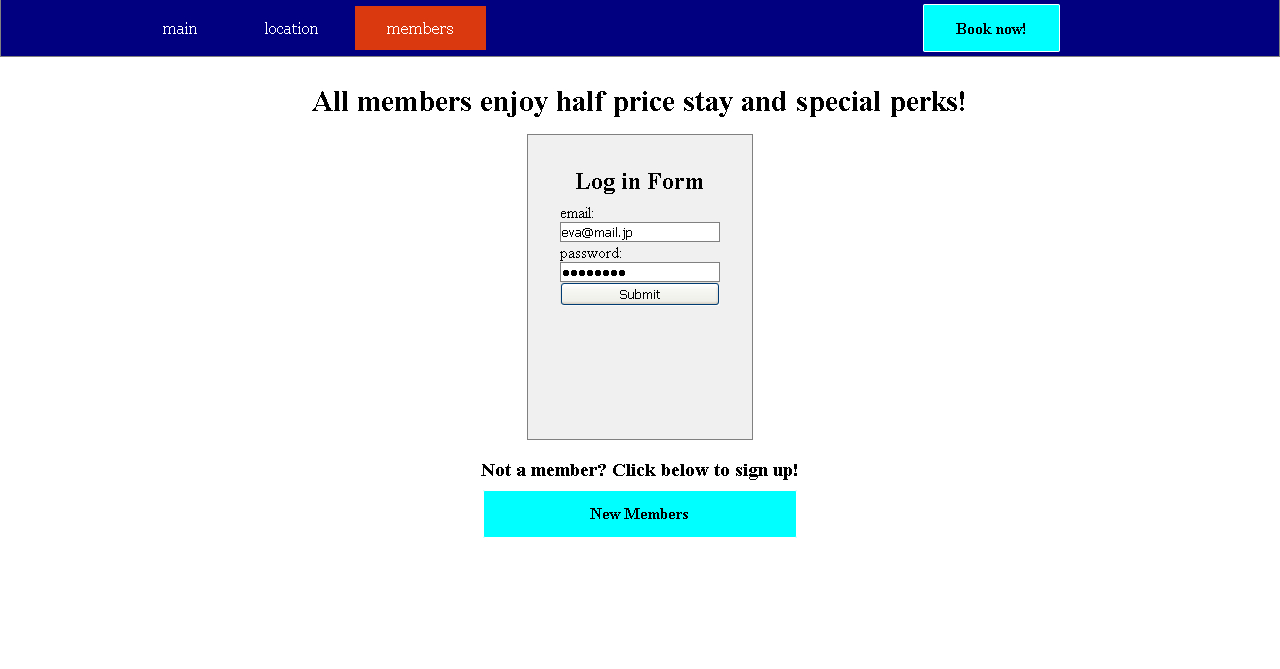 main location members Book now!
All members enjoy half price stay and special perks!
Log in Form
email:
eva@mail.jp
password:
●●●●●●●●
Submit
Not a member? Click below to sign up!
New Members